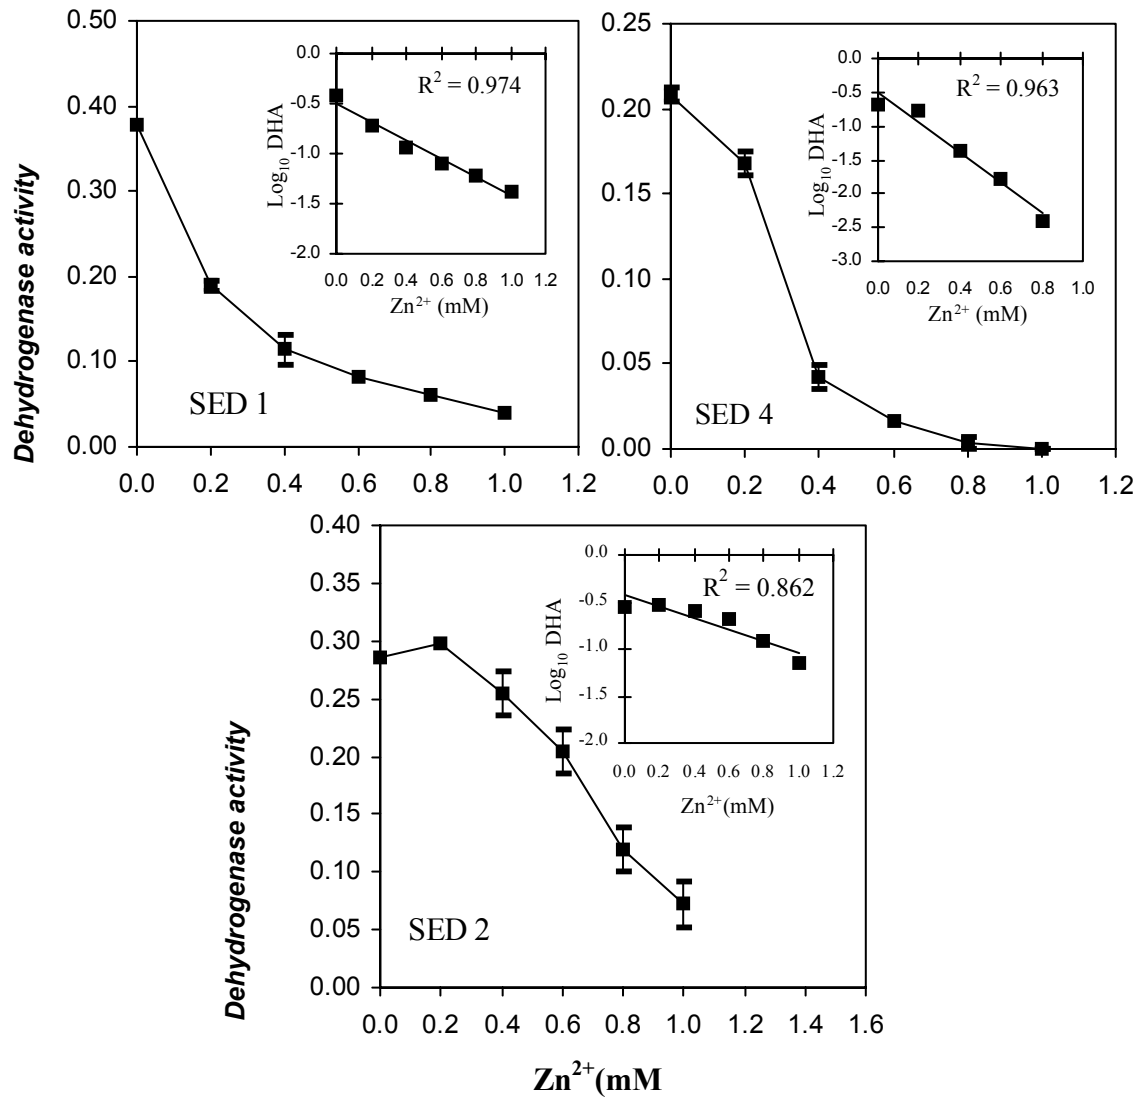 0.50
0.40
0.30
0.20
0.10
0.00
0.0 0.2 0.4 0.6 0.8 1.0 1.2
Dehydrogenase activity
SED 1
0.0
-0.5
-1.0
-1.5
-2.0
0.0 0.2 0.4 0.6 0.8 1.0 1.2
Log₁₀ DHA
R² = 0.974
Zn²⁺ (mM)
0.25
0.20
0.15
0.10
0.05
0.00
0.0 0.2 0.4 0.6 0.8 1.0 1.2
SED 4
0.0
-0.5
-1.0
-1.5
-2.0
-2.5
-3.0
0.0 0.2 0.4 0.6 0.8 1.0
Log₁₀ DHA
R² = 0.963
Zn²⁺ (mM)
0.40
0.35
0.30
0.25
0.20
0.15
0.10
0.05
0.00
0.0 0.2 0.4 0.6 0.8 1.0 1.2 1.4 1.6
Dehydrogenase activity
SED 2
0.0
-0.5
-1.0
-1.5
-2.0
0.0 0.2 0.4 0.6 0.8 1.0 1.2
Log₁₀ DHA
R² = 0.862
Zn²⁺(mM)
Zn²⁺(mM